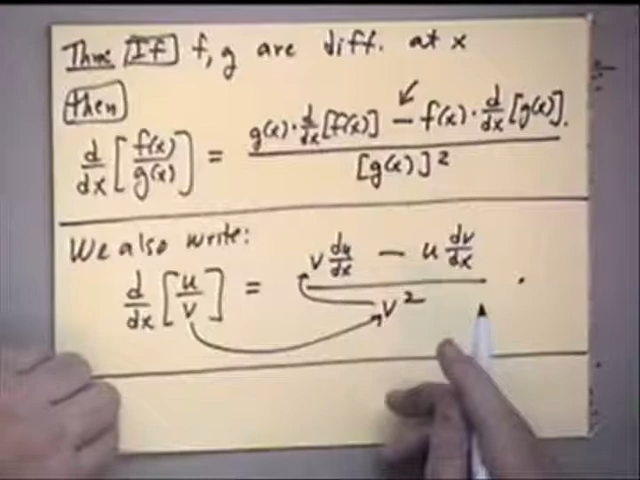 Thm: If f, g are diff. at x
then
d/dx [f(x)/g(x)] = g(x)·d/dx[f(x)] − f(x)·d/dx[g(x)] / [g(x)]².
We also write:
d/dx [u/v] = v du/dx − u dv/dx / v² .